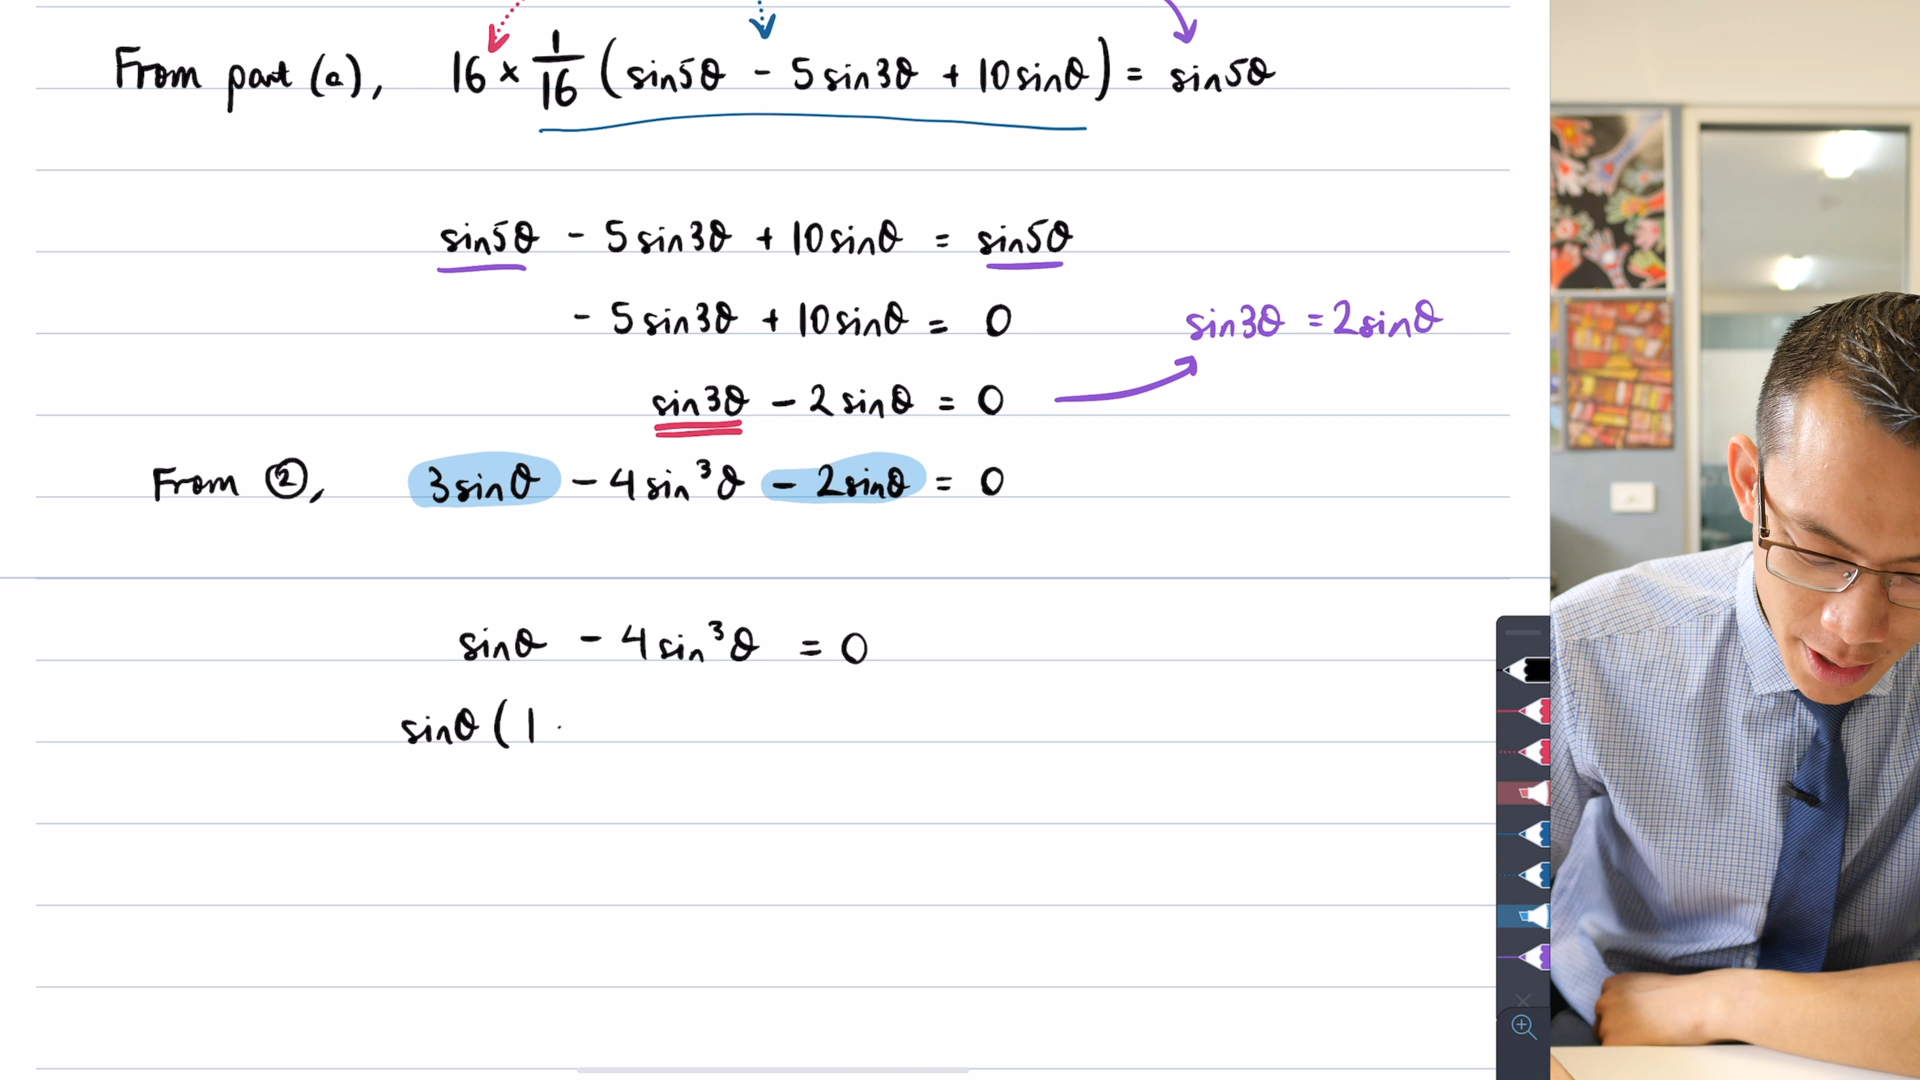 From part (a), 16 × 1/16 (sin5θ - 5sin3θ + 10sinθ) = sin5θ
sin5θ - 5sin3θ + 10sinθ = sin5θ
- 5sin3θ + 10sinθ = 0
sin3θ = 2sinθ
sin3θ - 2sinθ = 0
From ②, 3sinθ - 4sin³θ - 2sinθ = 0
sinθ - 4sin³θ = 0
sinθ (1